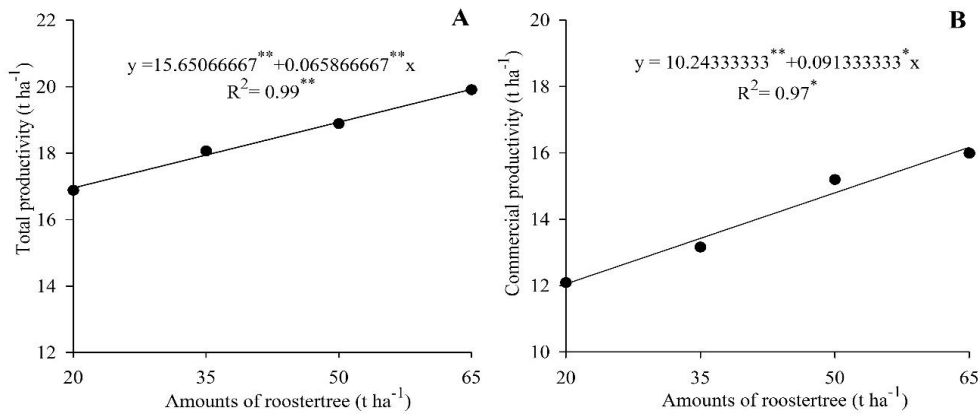 A
y =15.65066667**+0.065866667**x
R²= 0.99**
Total productivity (t ha⁻¹)
22
20
18
16
14
12
20
35
50
65
Amounts of roostertree (t ha⁻¹)
B
y = 10.24333333**+0.091333333*x
R²= 0.97*
Commercial productivity (t ha⁻¹)
20
18
16
14
12
10
20
35
50
65
Amounts of roostertree (t ha⁻¹)